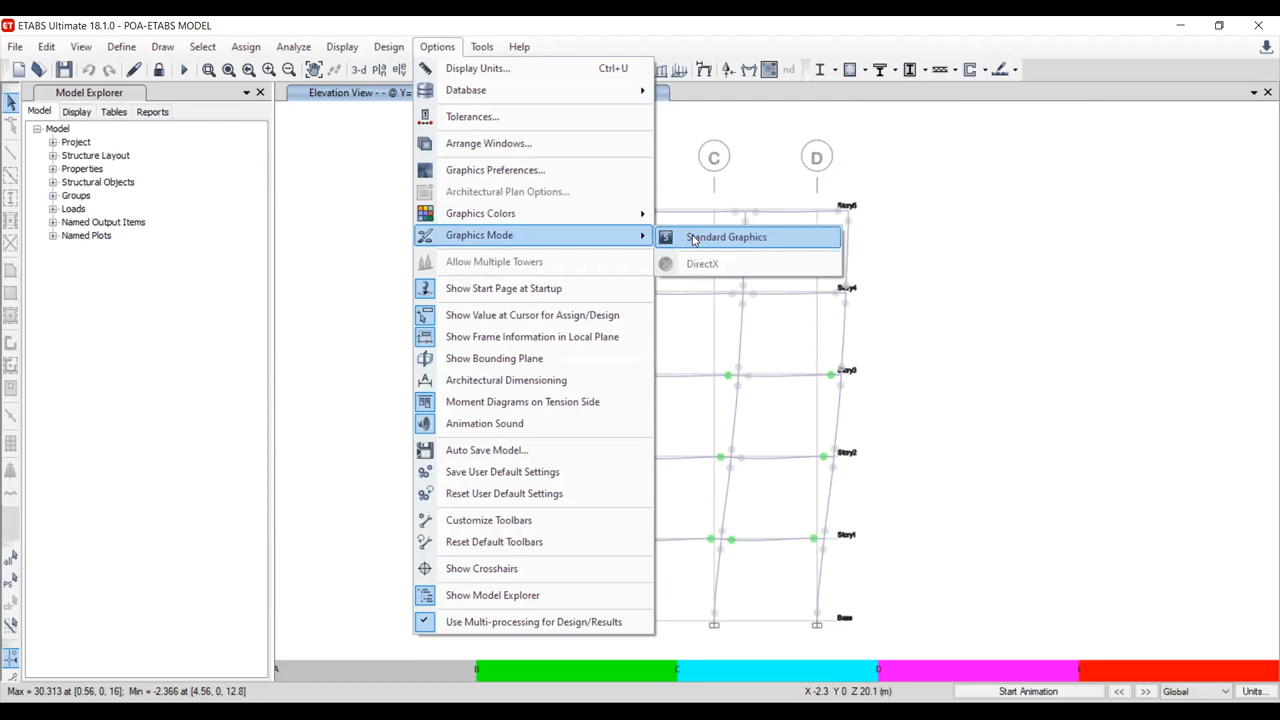 ETABS Ultimate 18.1.0 - POA-ETABS MODEL
File Edit View Define Draw Select Assign Analyze Display Design Options Tools Help
3-d pla ele nd
Model Explorer
Elevation View - - @ Y=
Model Display Tables Reports
Model
Project
Structure Layout
Properties
Structural Objects
Groups
Loads
Named Output Items
Named Plots
Display Units... Ctrl+U
Database
Tolerances...
Arrange Windows...
Graphics Preferences...
Architectural Plan Options...
Graphics Colors
Graphics Mode
Allow Multiple Towers
Show Start Page at Startup
Show Value at Cursor for Assign/Design
Show Frame Information in Local Plane
Show Bounding Plane
Architectural Dimensioning
Moment Diagrams on Tension Side
Animation Sound
Auto Save Model...
Save User Default Settings
Reset User Default Settings
Customize Toolbars
Reset Default Toolbars
Show Crosshairs
Show Model Explorer
Use Multi-processing for Design/Results
Standard Graphics
DirectX
C D
Story5
Story4
Story3
Story2
Story1
Base
all
PS
clr
A B C D E
Max = 30.313 at [0.56, 0, 16]; Min = -2.366 at [4.56, 0, 12.8]
X -2.3 Y 0 Z 20.1 (m)
Start Animation << >> Global Units...